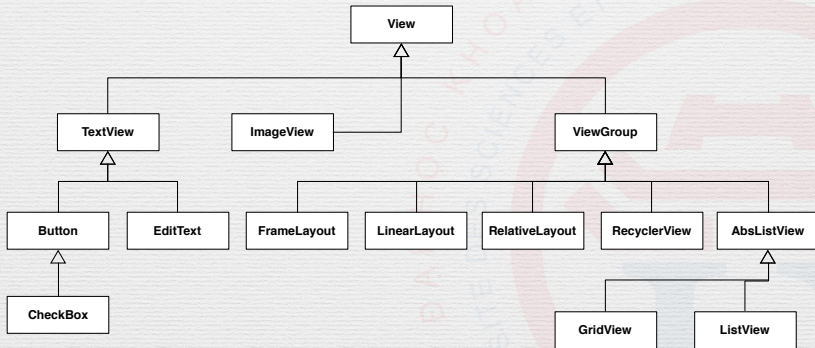 View
TextView
ImageView
ViewGroup
Button
EditText
FrameLayout
LinearLayout
RelativeLayout
RecyclerView
AbsListView
CheckBox
GridView
ListView